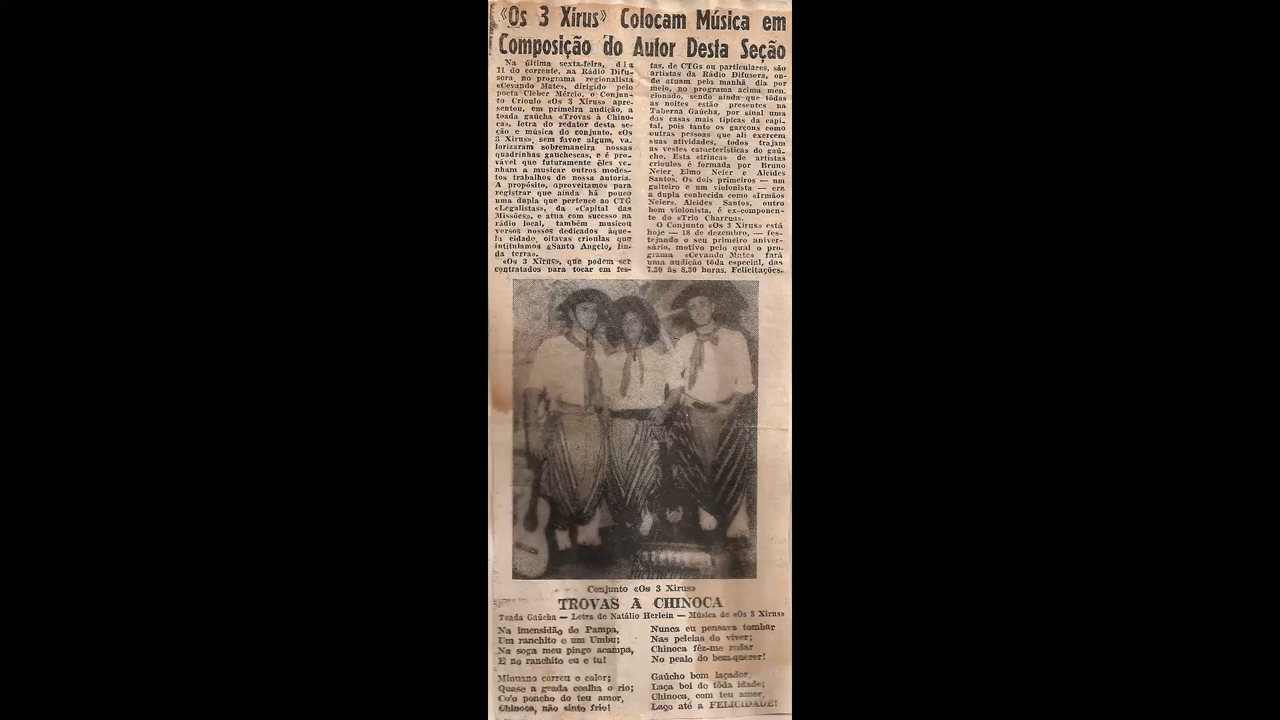 «Os 3 Xirus» Colocam Música em
Composição do Autor Desta Seção
Na última sexta-feira, dia
11 do corrente, na Rádio Difu-
sora, no programa regionalista
«Cevando Mate», dirigido pelo
poeta Cleber Mércio, o Conjun-
to Crioulo «Os 3 Xirus» apre-
sentou, em primeira audição, a
toada gaúcha «Trovas à Chino-
ca», letra do redator desta se-
ção e música do conjunto. «Os
3 Xirus», sem favor algum, va-
lorizaram sobremaneira nossas
quadrinhas gauchescas, e é pro-
vável que futuramente êles ve-
nham a musicar outros modes-
tos trabalhos de nossa autoria.
A propósito, aproveitamos para
registrar que ainda há pouco
uma dupla que pertence ao CTG
«Legalistas», da «Capital das
Missões», e atua com sucesso na
rádio local, também musicou
versos nossos dedicados àque-
la cidade, oitavas crioulas que
intitulamos «Santo Angelo, lin-
da terra».
«Os 3 Xirus», que podem ser
contratados para tocar em fes-
tas, de CTGs ou particulares, são
artistas da Rádio Difusora, on-
de atuam pela manhã, dia por
meio, no programa acima men-
cionado, sendo ainda que tôdas
as noites estão presentes na
Taberna Gaúcha, por sinal uma
das casas mais típicas da capi-
tal, pois tanto os garçons como
outras pessoas que ali exercem
suas atividades, todos trajam
as vestes características do gaú-
cho. Esta «trinca» de artistas
crioulos é formada por Bruno
Neier, Elmo Neier e Alcides
Santos. Os dois primeiros — um
gaiteiro e um violonista — era
a dupla conhecida como «Irmãos
Neier». Alcides Santos, outro
bom violonista, é ex-componen-
te do «Trio Charrua».
O Conjunto «Os 3 Xirus» está
hoje — 18 de dezembro, — fes-
tejando o seu primeiro aniver-
sário, motivo pelo qual o pro-
grama «Cevando Mate» fará
uma audição tôda especial, das
7,30 às 8,30 horas. Felicitações.
Conjunto «Os 3 Xirus»
TROVAS À CHINOCA
Toada Gaúcha — Letra de Natálio Herlein — Música de «Os 3 Xirus»
Na imensidão do Pampa,
Um ranchito e um Umbu;
Na soga meu pingo acampa,
E no ranchito eu e tu!
Minuano correu o calor;
Quase a geada coalha o rio;
Co'o poncho do teu amor,
Chinoca, não sinto frio!
Nunca eu pensava tombar
Nas peleias do viver;
Chinoca fêz-me rodar
No pealo do bem-querer!
Gaúcho bom laçador,
Laça boi de tôda idade;
Chinoca, com teu amor,
Laço até a FELICIDADE!